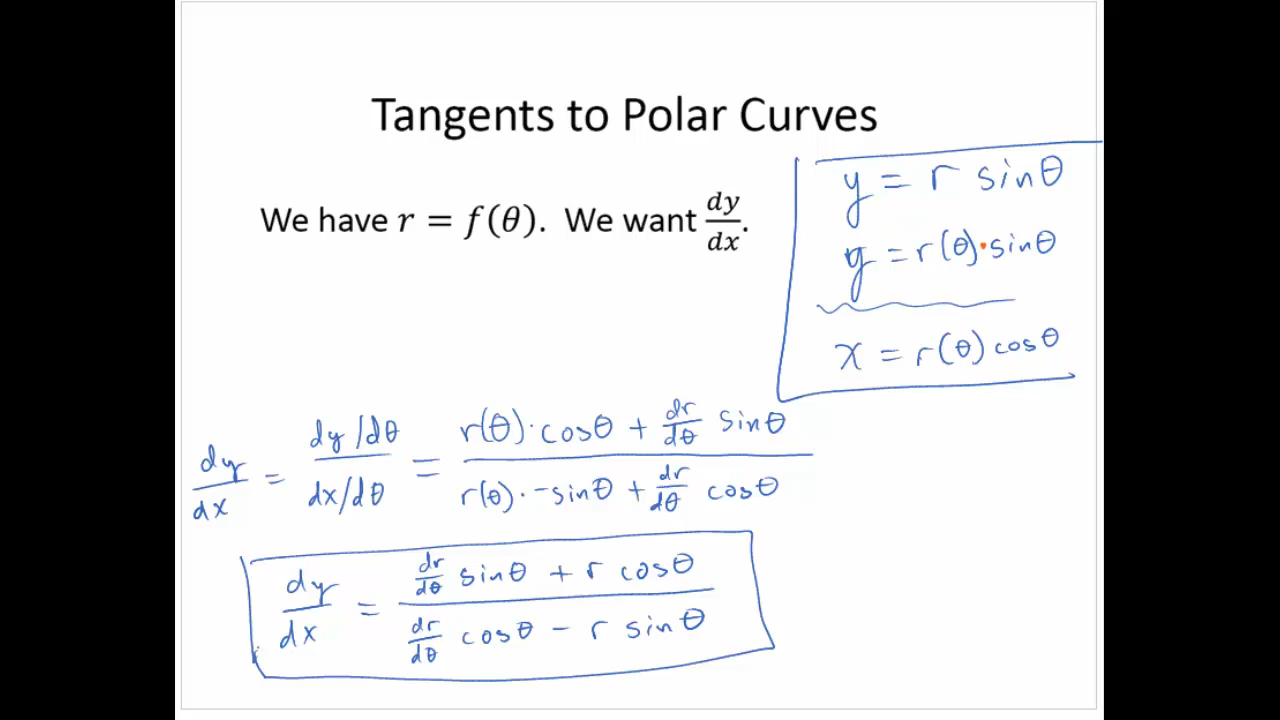 Tangents to Polar Curves
We have r = f(θ). We want dy/dx.
y = r sinθ
y = r(θ)·sinθ
x = r(θ) cosθ
dy/dx = (dy/dθ)/(dx/dθ) = (r(θ)·cosθ + dr/dθ sinθ)/(r(θ)·-sinθ + dr/dθ cosθ)
dy/dx = (dr/dθ sinθ + r cosθ)/(dr/dθ cosθ - r sinθ)